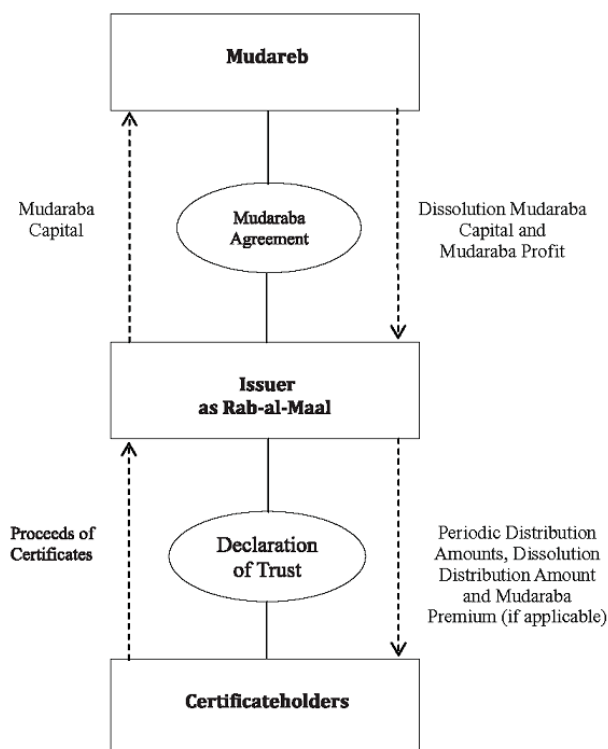 Mudareb
Mudaraba
Capital
Mudaraba
Agreement
Dissolution Mudaraba
Capital and
Mudaraba Profit
Issuer
as Rab-al-Maal
Proceeds of
Certificates
Declaration
of Trust
Periodic Distribution
Amounts, Dissolution
Distribution Amount
and Mudaraba
Premium (if applicable)
Certificateholders